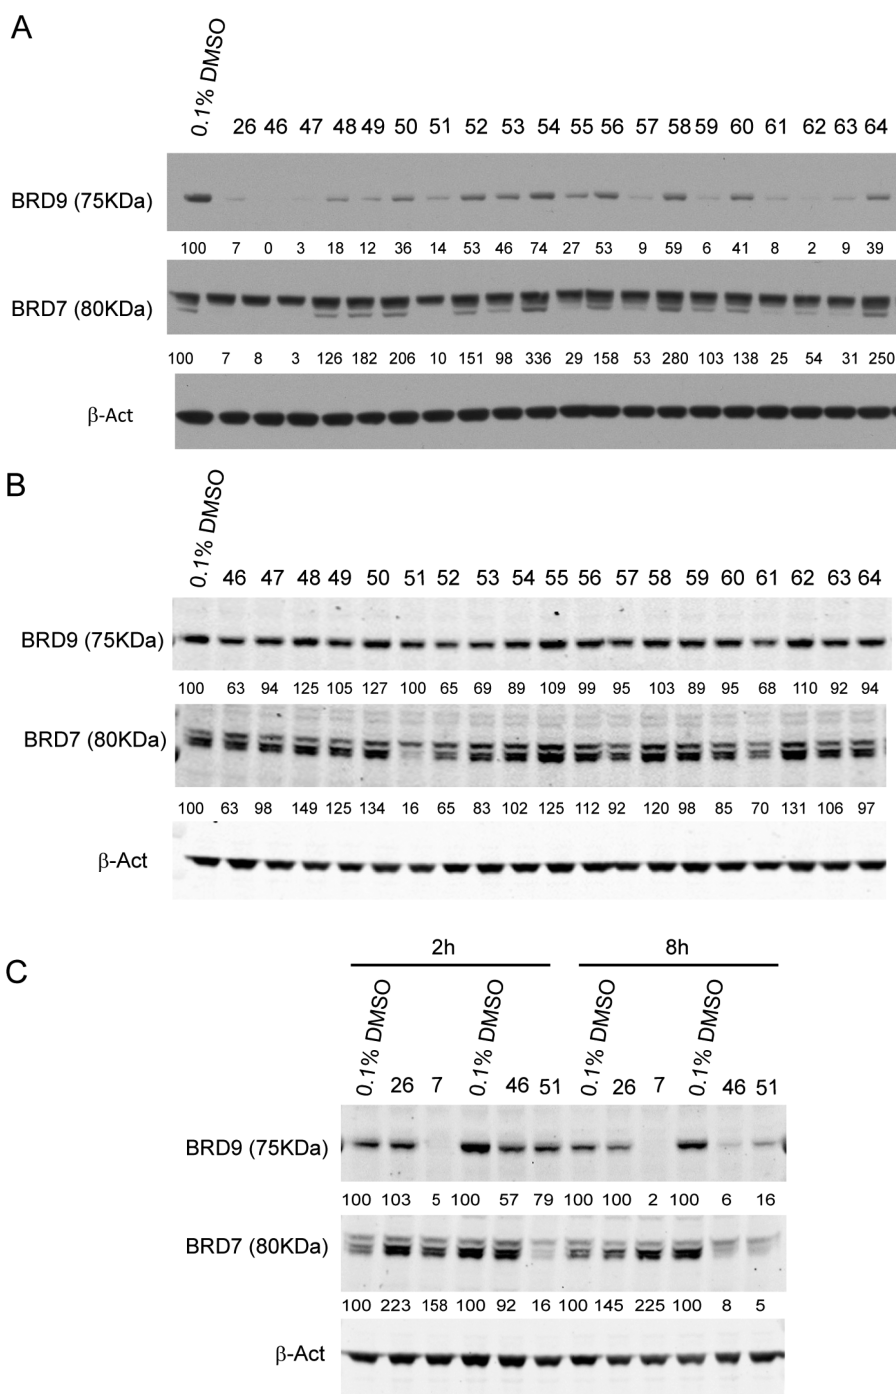 A
0.1% DMSO 26 46 47 48 49 50 51 52 53 54 55 56 57 58 59 60 61 62 63 64
BRD9 (75KDa)
100 7 0 3 18 12 36 14 53 46 74 27 53 9 59 6 41 8 2 9 39
BRD7 (80KDa)
100 7 8 3 126 182 206 10 151 98 336 29 158 53 280 103 138 25 54 31 250
β-Act
B
0.1% DMSO 46 47 48 49 50 51 52 53 54 55 56 57 58 59 60 61 62 63 64
BRD9 (75KDa)
100 63 94 125 105 127 100 65 69 89 109 99 95 103 89 95 68 110 92 94
BRD7 (80KDa)
100 63 98 149 125 134 16 65 83 102 125 112 92 120 98 85 70 131 106 97
β-Act
C
2h 8h
0.1% DMSO 26 7 0.1% DMSO 46 51 0.1% DMSO 26 7 0.1% DMSO 46 51
BRD9 (75KDa)
100 103 5 100 57 79 100 100 2 100 6 16
BRD7 (80KDa)
100 223 158 100 92 16 100 145 225 100 8 5
β-Act